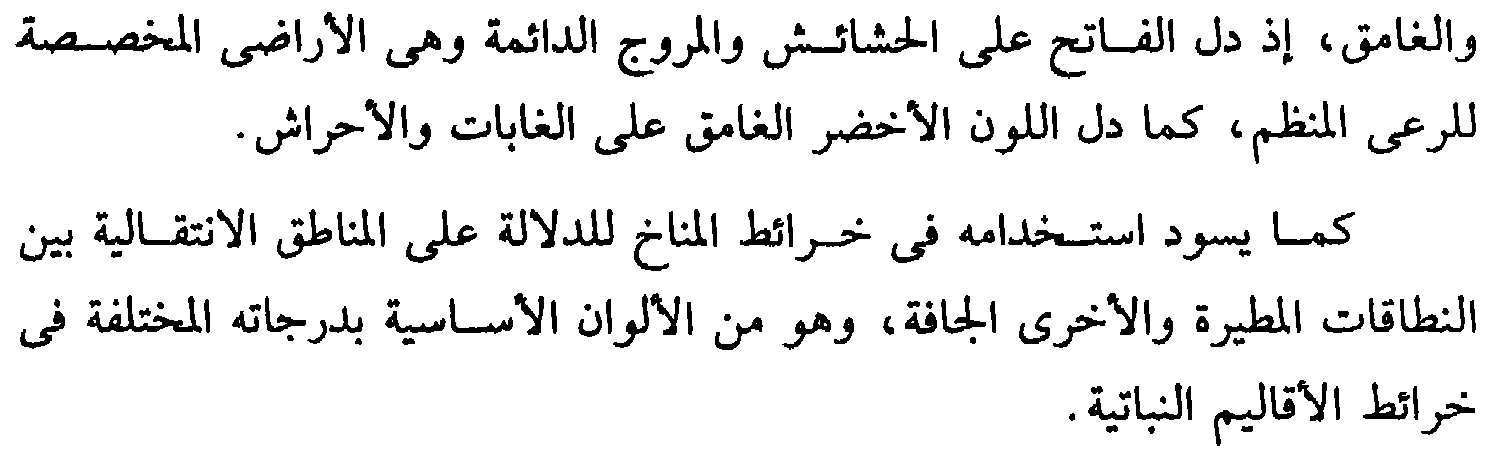 والغامق، إذ دل الفاتح على الحشائش والمروج الدائمة وهى الأراضى المخصصة
للرعى المنظم، كما دل اللون الأخضر الغامق على الغابات والأحراش.
كما يسود استخدامه فى خرائط المناخ للدلالة على المناطق الانتقالية بين
النطاقات المطيرة والأخرى الجافة، وهو من الألوان الأساسية بدرجاته المختلفة فى
خرائط الأقاليم النباتية.